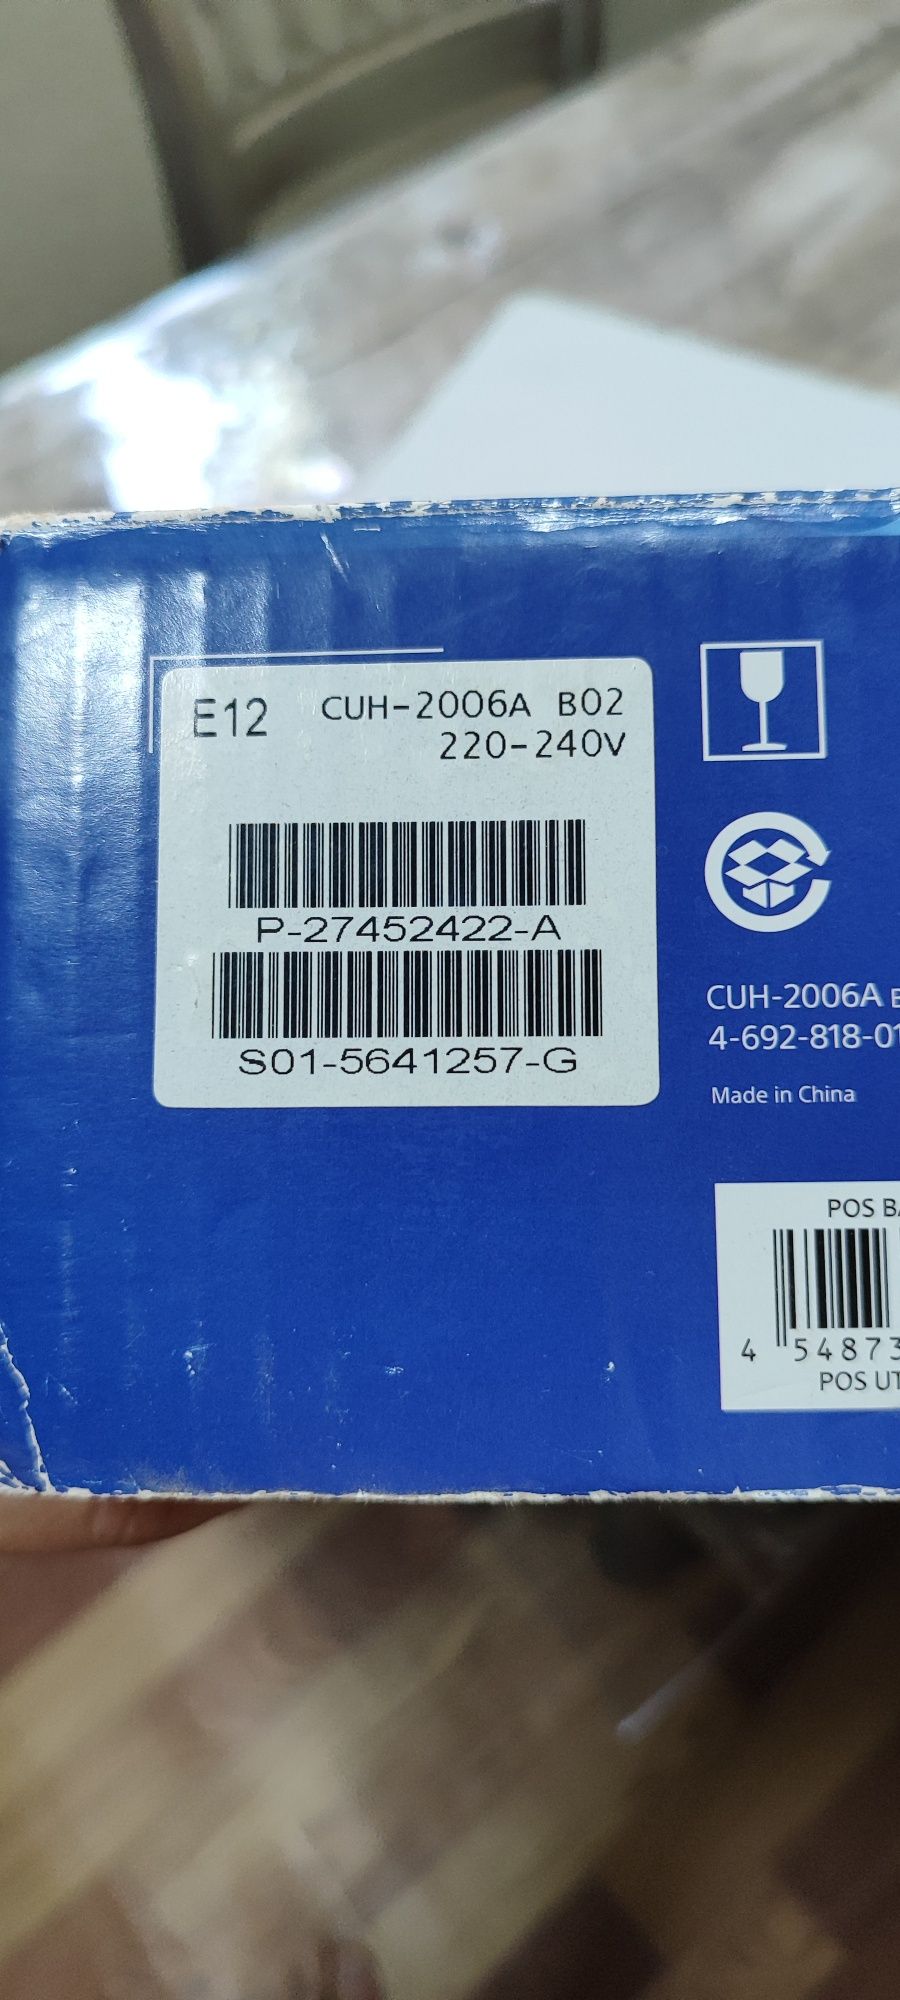 E12 CUH-2006A B02
220-240V
P-27452422-A
S01-5641257-G
CUH-2006A
4-692-818-01
Made in China
POS
4 54873
POS